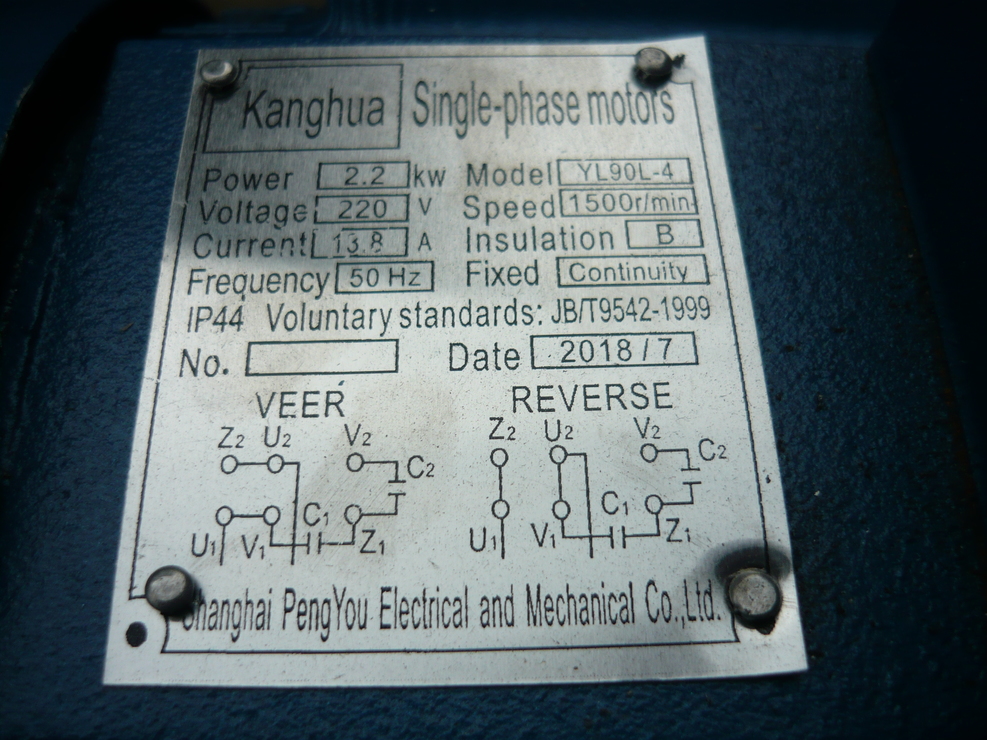 Kanghua Single-phase motors
Power 2.2 kw Model YL90L-4
Voltage 220 V Speed 1500r/min
Current 13.8 A Insulation B
Frequency 50 Hz Fixed Continuity
IP44 Voluntary standards: JB/T9542-1999
No. Date 2018/7
VEER REVERSE
Z2 U2 V2 Z2 U2 V2
C2 C2
C1 C1
U1 V1 Z1 U1 V1 Z1
Shanghai PengYou Electrical and Mechanical Co.,Ltd.